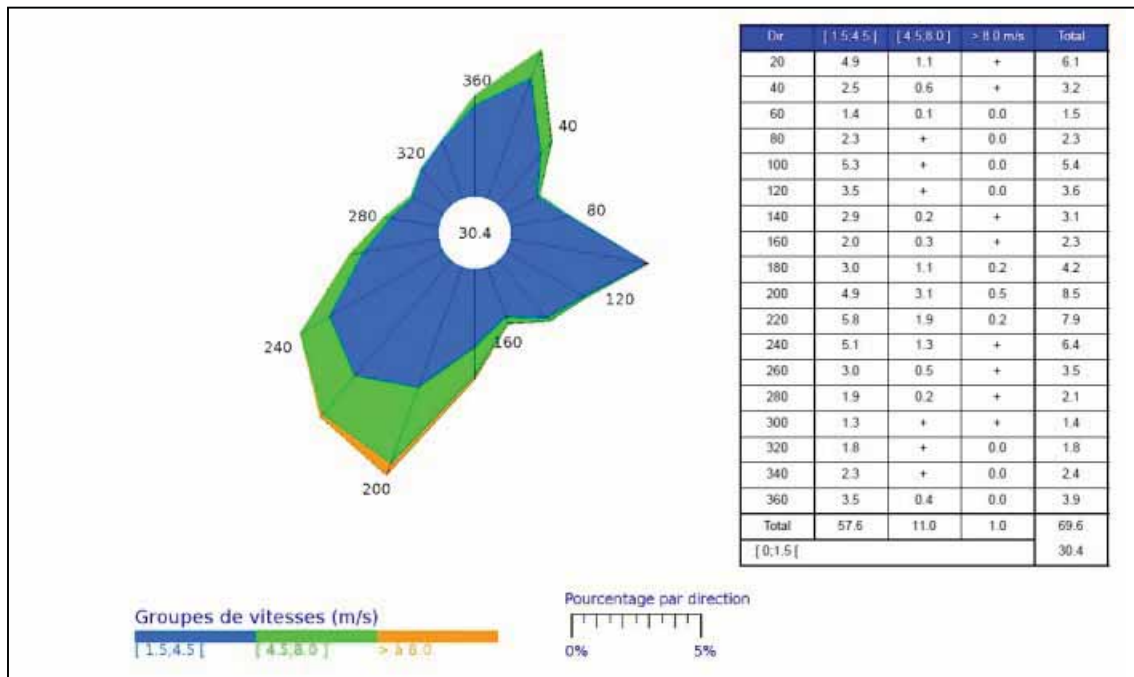 360
40
320
280
80
30.4
120
160
240
200
Dir [ 1.5;4.5 [ [ 4.5;8.0 ] > 8.0 m/s Total
20 4.9 1.1 + 6.1
40 2.5 0.6 + 3.2
60 1.4 0.1 0.0 1.5
80 2.3 + 0.0 2.3
100 5.3 + 0.0 5.4
120 3.5 + 0.0 3.6
140 2.9 0.2 + 3.1
160 2.0 0.3 + 2.3
180 3.0 1.1 0.2 4.2
200 4.9 3.1 0.5 8.5
220 5.8 1.9 0.2 7.9
240 5.1 1.3 + 6.4
260 3.0 0.5 + 3.5
280 1.9 0.2 + 2.1
300 1.3 + + 1.4
320 1.8 + 0.0 1.8
340 2.3 + 0.0 2.4
360 3.5 0.4 0.0 3.9
Total 57.6 11.0 1.0 69.6
[ 0;1.5 [ 30.4
Groupes de vitesses (m/s)
[ 1.5;4.5 [ [ 4.5;8.0 ] > à 8.0
Pourcentage par direction
0% 5%